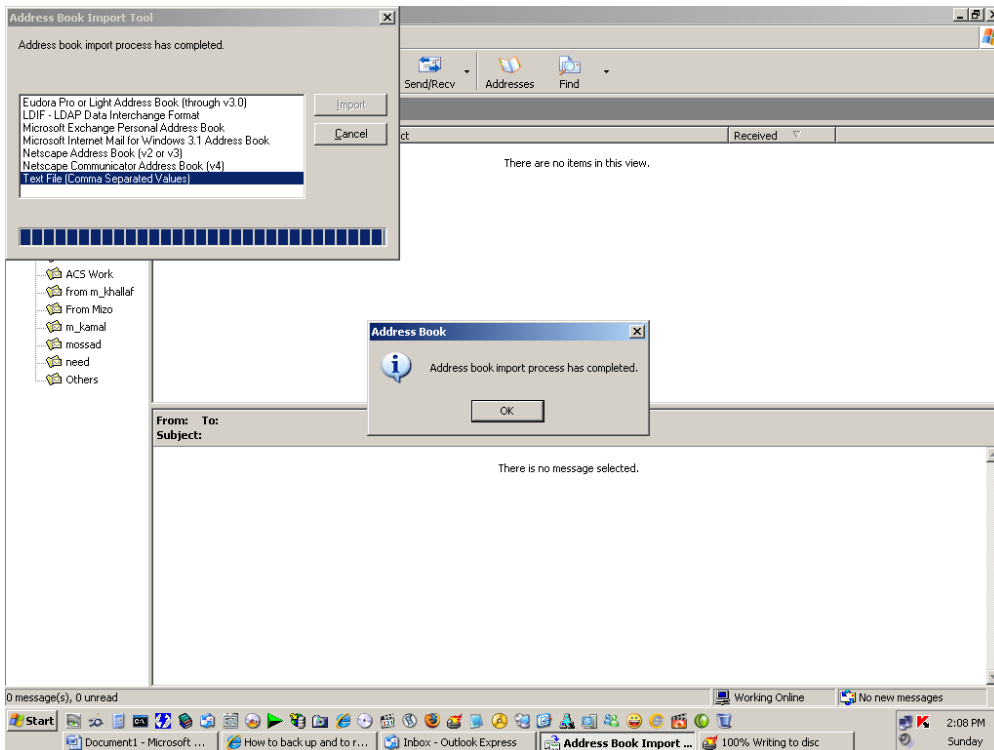 Address Book Import Tool
Address book import process has completed.
Eudora Pro or Light Address Book (through v3.0)
LDIF - LDAP Data Interchange Format
Microsoft Exchange Personal Address Book
Microsoft Internet Mail for Windows 3.1 Address Book
Netscape Address Book (v2 or v3)
Netscape Communicator Address Book (v4)
Text File (Comma Separated Values)
Import
Cancel
Send/Recv
Addresses
Find
ct
Received
There are no items in this view.
ACS Work
from m_khallaf
From Mizo
m_kamal
mossad
need
Others
Address Book
Address book import process has completed.
OK
From: To:
Subject:
There is no message selected.
0 message(s), 0 unread
Working Online
No new messages
Start
2:08 PM
Document1 - Microsoft ...
How to back up and to r...
Inbox - Outlook Express
Address Book Import ...
100% Writing to disc
Sunday